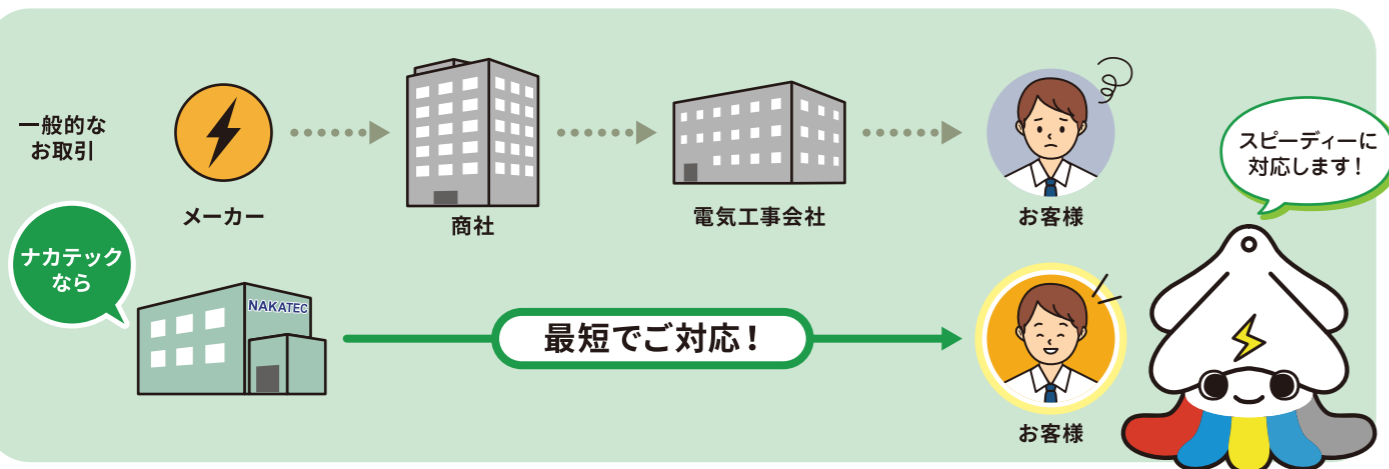 一般的な
お取引
メーカー
商社
電気工事会社
お客様
スピーディーに
対応します!
ナカテック
なら
NAKATEC
最短でご対応!
お客様